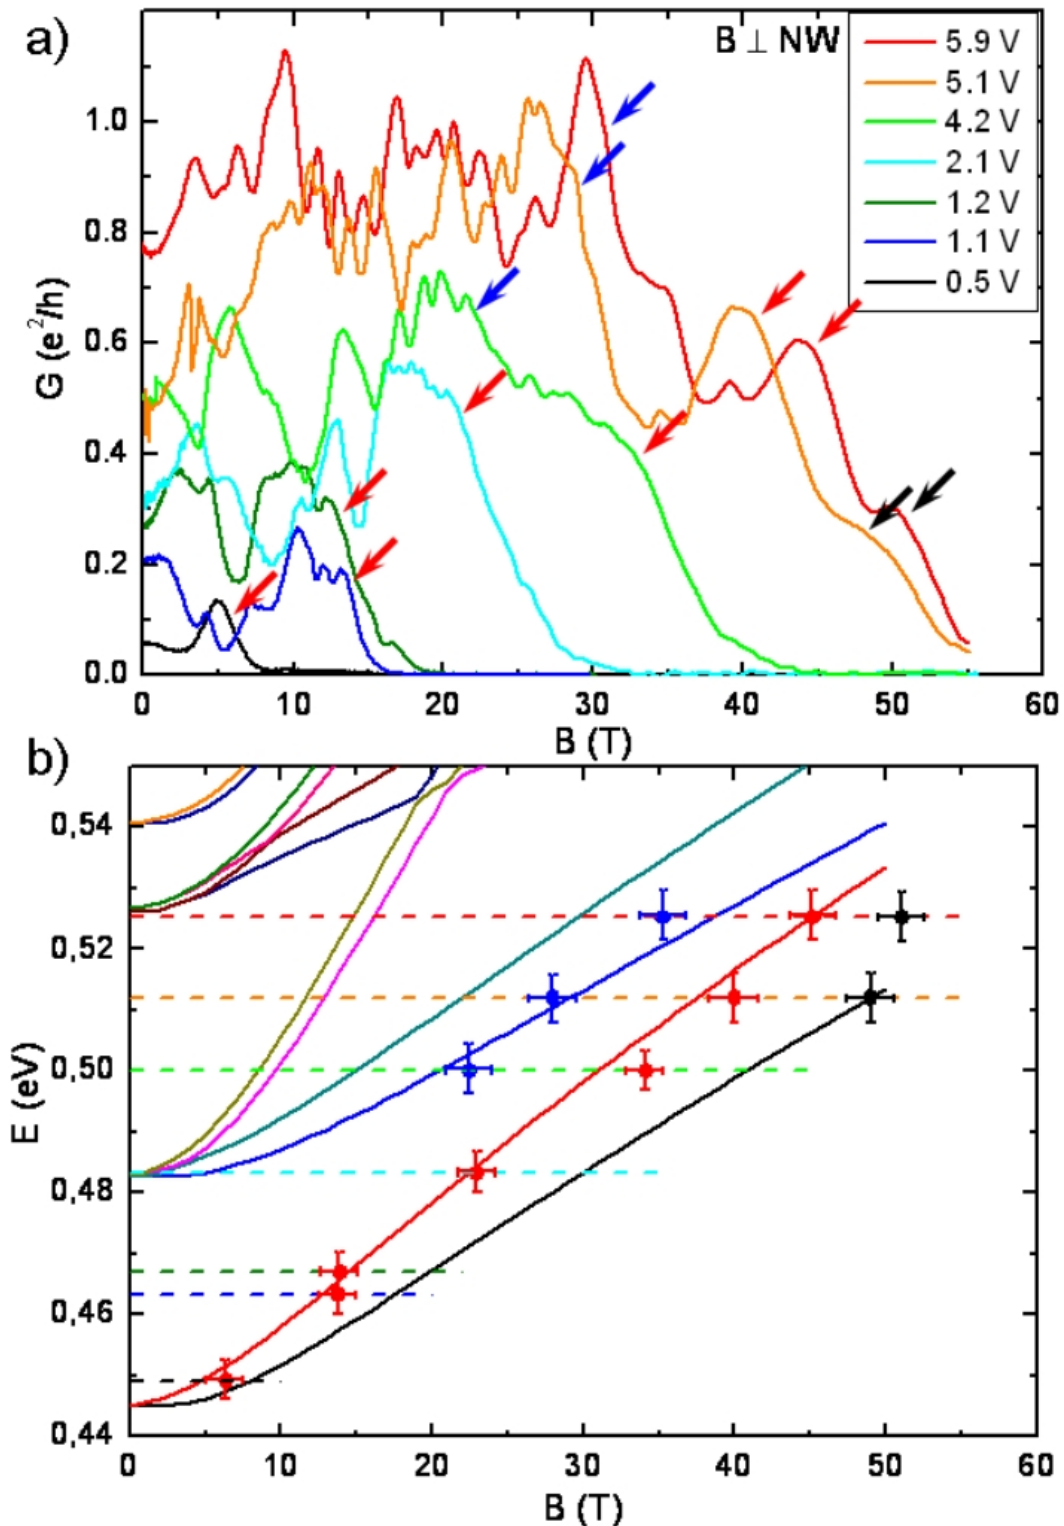 a)
B ⊥ NW
5.9 V
5.1 V
4.2 V
2.1 V
1.2 V
1.1 V
0.5 V
G (e²/h)
1.0
0.8
0.6
0.4
0.2
0.0
0 10 20 30 40 50 60
B (T)
b)
E (eV)
0,54
0,52
0,50
0,48
0,46
0,44
0 10 20 30 40 50 60
B (T)